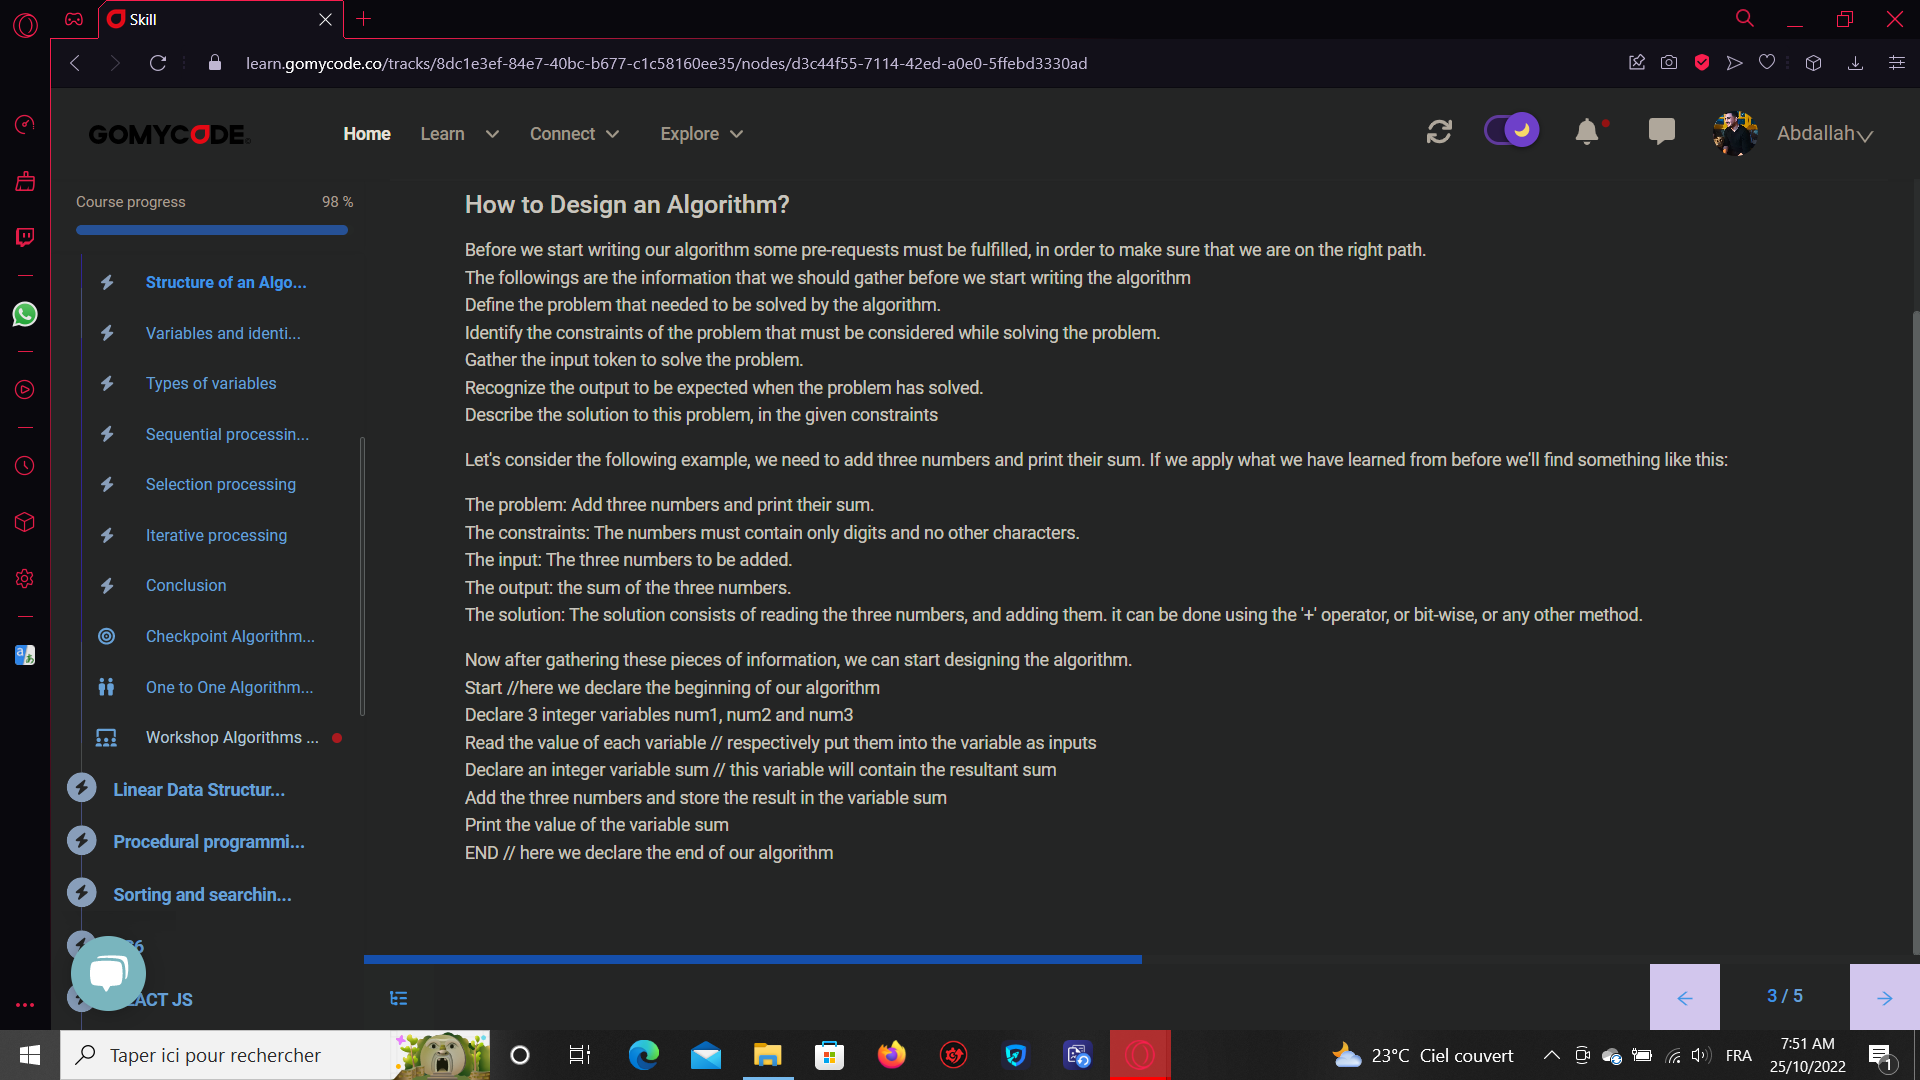 Skill
learn.gomycode.co/tracks/8dc1e3ef-84e7-40bc-b677-c1c58160ee35/nodes/d3c44f55-7114-42ed-a0e0-5ffebd3330ad
GOMYCODE
Home Learn Connect Explore
Abdallah
Course progress 98 %
Structure of an Algo...
Variables and identi...
Types of variables
Sequential processin...
Selection processing
Iterative processing
Conclusion
Checkpoint Algorithm...
One to One Algorithm...
Workshop Algorithms ...
Linear Data Structur...
Procedural programmi...
Sorting and searchin...
6
ACT JS
How to Design an Algorithm?
Before we start writing our algorithm some pre-requests must be fulfilled, in order to make sure that we are on the right path.
The followings are the information that we should gather before we start writing the algorithm
Define the problem that needed to be solved by the algorithm.
Identify the constraints of the problem that must be considered while solving the problem.
Gather the input token to solve the problem.
Recognize the output to be expected when the problem has solved.
Describe the solution to this problem, in the given constraints
Let's consider the following example, we need to add three numbers and print their sum. If we apply what we have learned from before we'll find something like this:
The problem: Add three numbers and print their sum.
The constraints: The numbers must contain only digits and no other characters.
The input: The three numbers to be added.
The output: the sum of the three numbers.
The solution: The solution consists of reading the three numbers, and adding them. it can be done using the '+' operator, or bit-wise, or any other method.
Now after gathering these pieces of information, we can start designing the algorithm.
Start //here we declare the beginning of our algorithm
Declare 3 integer variables num1, num2 and num3
Read the value of each variable // respectively put them into the variable as inputs
Declare an integer variable sum // this variable will contain the resultant sum
Add the three numbers and store the result in the variable sum
Print the value of the variable sum
END // here we declare the end of our algorithm
3 / 5
Taper ici pour rechercher
23°C Ciel couvert
FRA
7:51 AM
25/10/2022
1